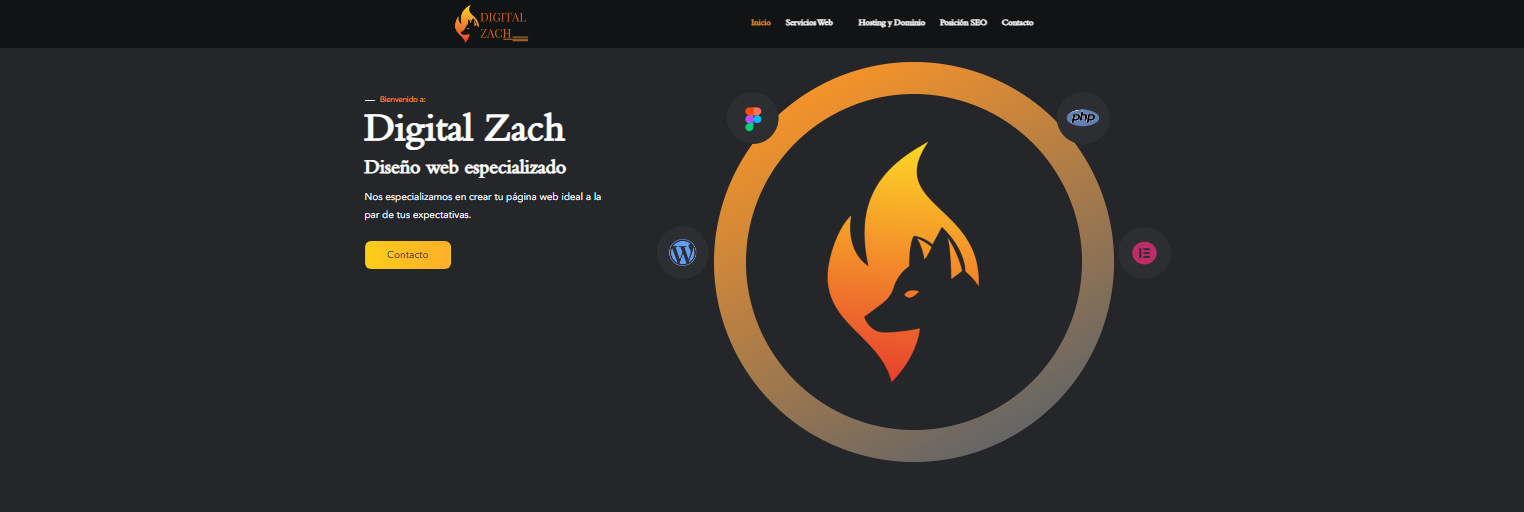 DIGITAL
ZACH
Inicio Servicios Web Hosting y Dominio Posición SEO Contacto
Bienvenido a:
Digital Zach
Diseño web especializado
Nos especializamos en crear tu página web ideal a la
par de tus expectativas.
Contacto
php